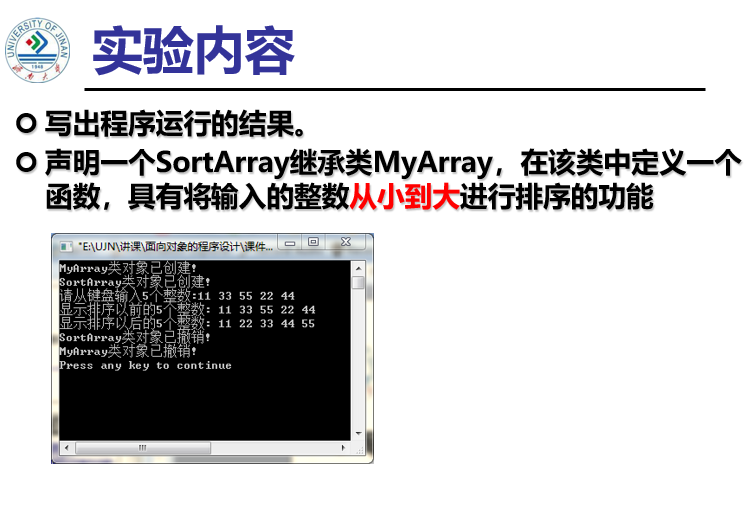 UNIVERSITY OF JINAN
1948
实验内容
写出程序运行的结果。
声明一个SortArray继承类MyArray，在该类中定义一个
函数，具有将输入的整数从小到大进行排序的功能
"E:\UJN\讲课\面向对象的程序设计\课件...
MyArray类对象已创建!
SortArray类对象已创建!
请从键盘输入5个整数:11 33 55 22 44
显示排序以前的5个整数: 11 33 55 22 44
显示排序以后的5个整数: 11 22 33 44 55
SortArray类对象已撤销!
MyArray类对象已撤销!
Press any key to continue